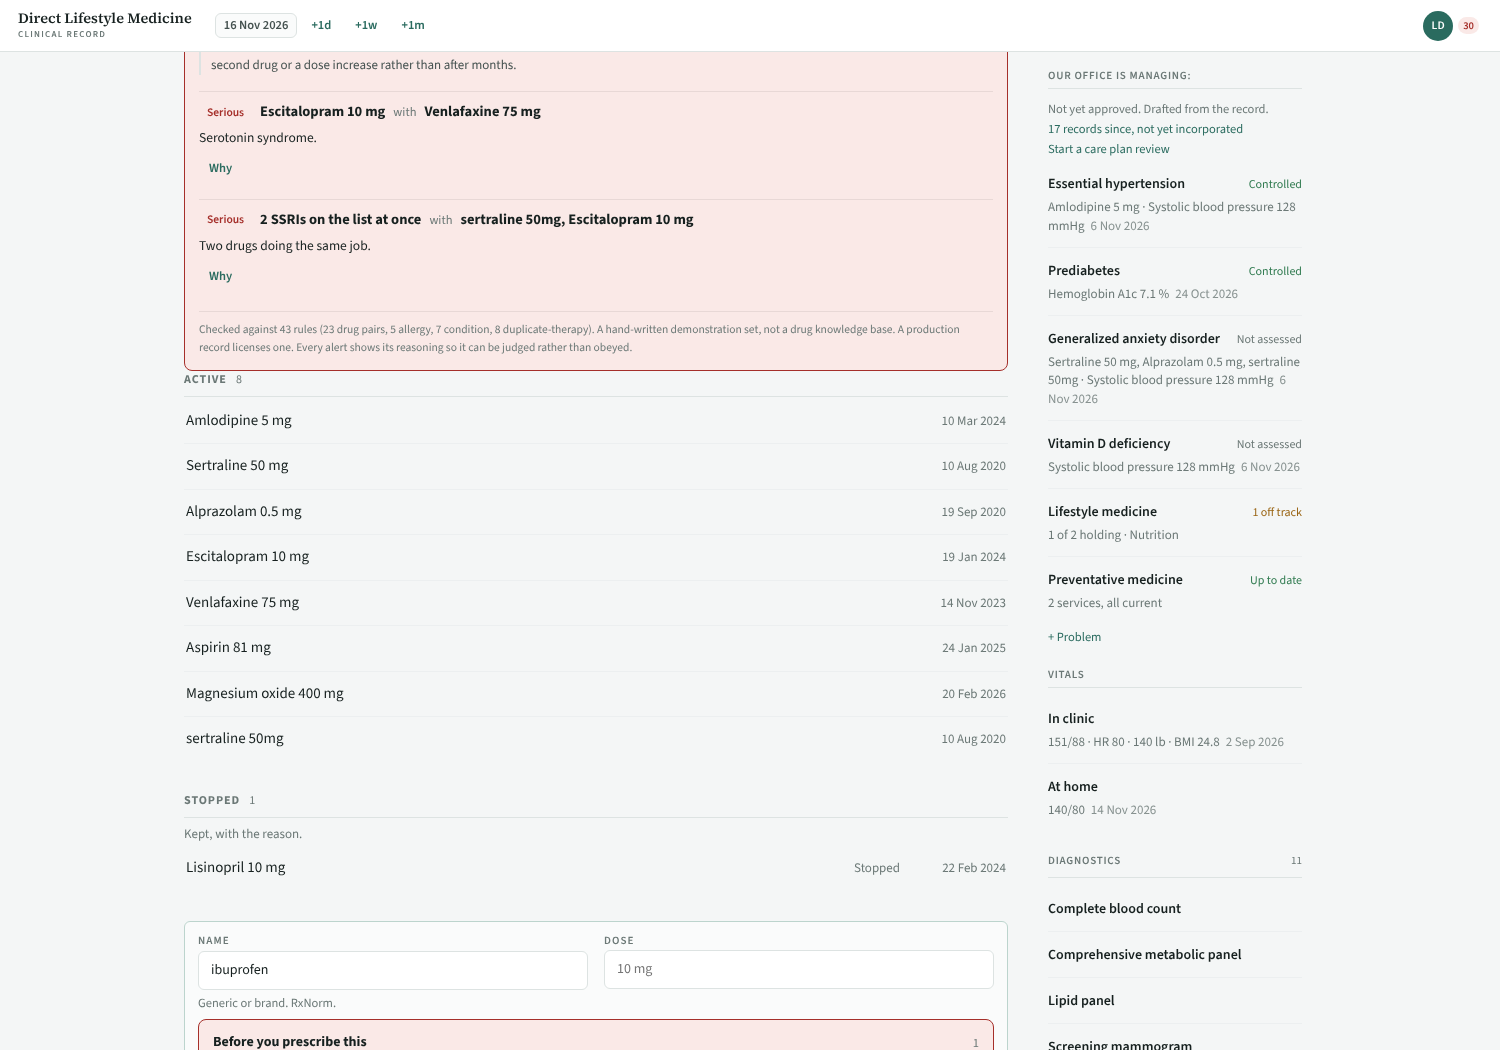 Direct Lifestyle Medicine
CLINICAL RECORD
16 Nov 2026
+1d
+1w
+1m
LD
30
second drug or a dose increase rather than after months.
Serious Escitalopram 10 mg with Venlafaxine 75 mg
Serotonin syndrome.
Why
Serious 2 SSRIs on the list at once with sertraline 50mg, Escitalopram 10 mg
Two drugs doing the same job.
Why
Checked against 43 rules (23 drug pairs, 5 allergy, 7 condition, 8 duplicate-therapy). A hand-written demonstration set, not a drug knowledge base. A production
record licenses one. Every alert shows its reasoning so it can be judged rather than obeyed.
ACTIVE 8
Amlodipine 5 mg 10 Mar 2024
Sertraline 50 mg 10 Aug 2020
Alprazolam 0.5 mg 19 Sep 2020
Escitalopram 10 mg 19 Jan 2024
Venlafaxine 75 mg 14 Nov 2023
Aspirin 81 mg 24 Jan 2025
Magnesium oxide 400 mg 20 Feb 2026
sertraline 50mg 10 Aug 2020
STOPPED 1
Kept, with the reason.
Lisinopril 10 mg Stopped 22 Feb 2024
NAME
ibuprofen
Generic or brand. RxNorm.
DOSE
10 mg
Before you prescribe this 1
OUR OFFICE IS MANAGING:
Not yet approved. Drafted from the record.
17 records since, not yet incorporated
Start a care plan review
Essential hypertension Controlled
Amlodipine 5 mg · Systolic blood pressure 128
mmHg 6 Nov 2026
Prediabetes Controlled
Hemoglobin A1c 7.1 % 24 Oct 2026
Generalized anxiety disorder Not assessed
Sertraline 50 mg, Alprazolam 0.5 mg, sertraline
50mg · Systolic blood pressure 128 mmHg 6
Nov 2026
Vitamin D deficiency Not assessed
Systolic blood pressure 128 mmHg 6 Nov 2026
Lifestyle medicine 1 off track
1 of 2 holding · Nutrition
Preventative medicine Up to date
2 services, all current
+ Problem
VITALS
In clinic
151/88 · HR 80 · 140 lb · BMI 24.8 2 Sep 2026
At home
140/80 14 Nov 2026
DIAGNOSTICS 11
Complete blood count
Comprehensive metabolic panel
Lipid panel
Screening mammogram